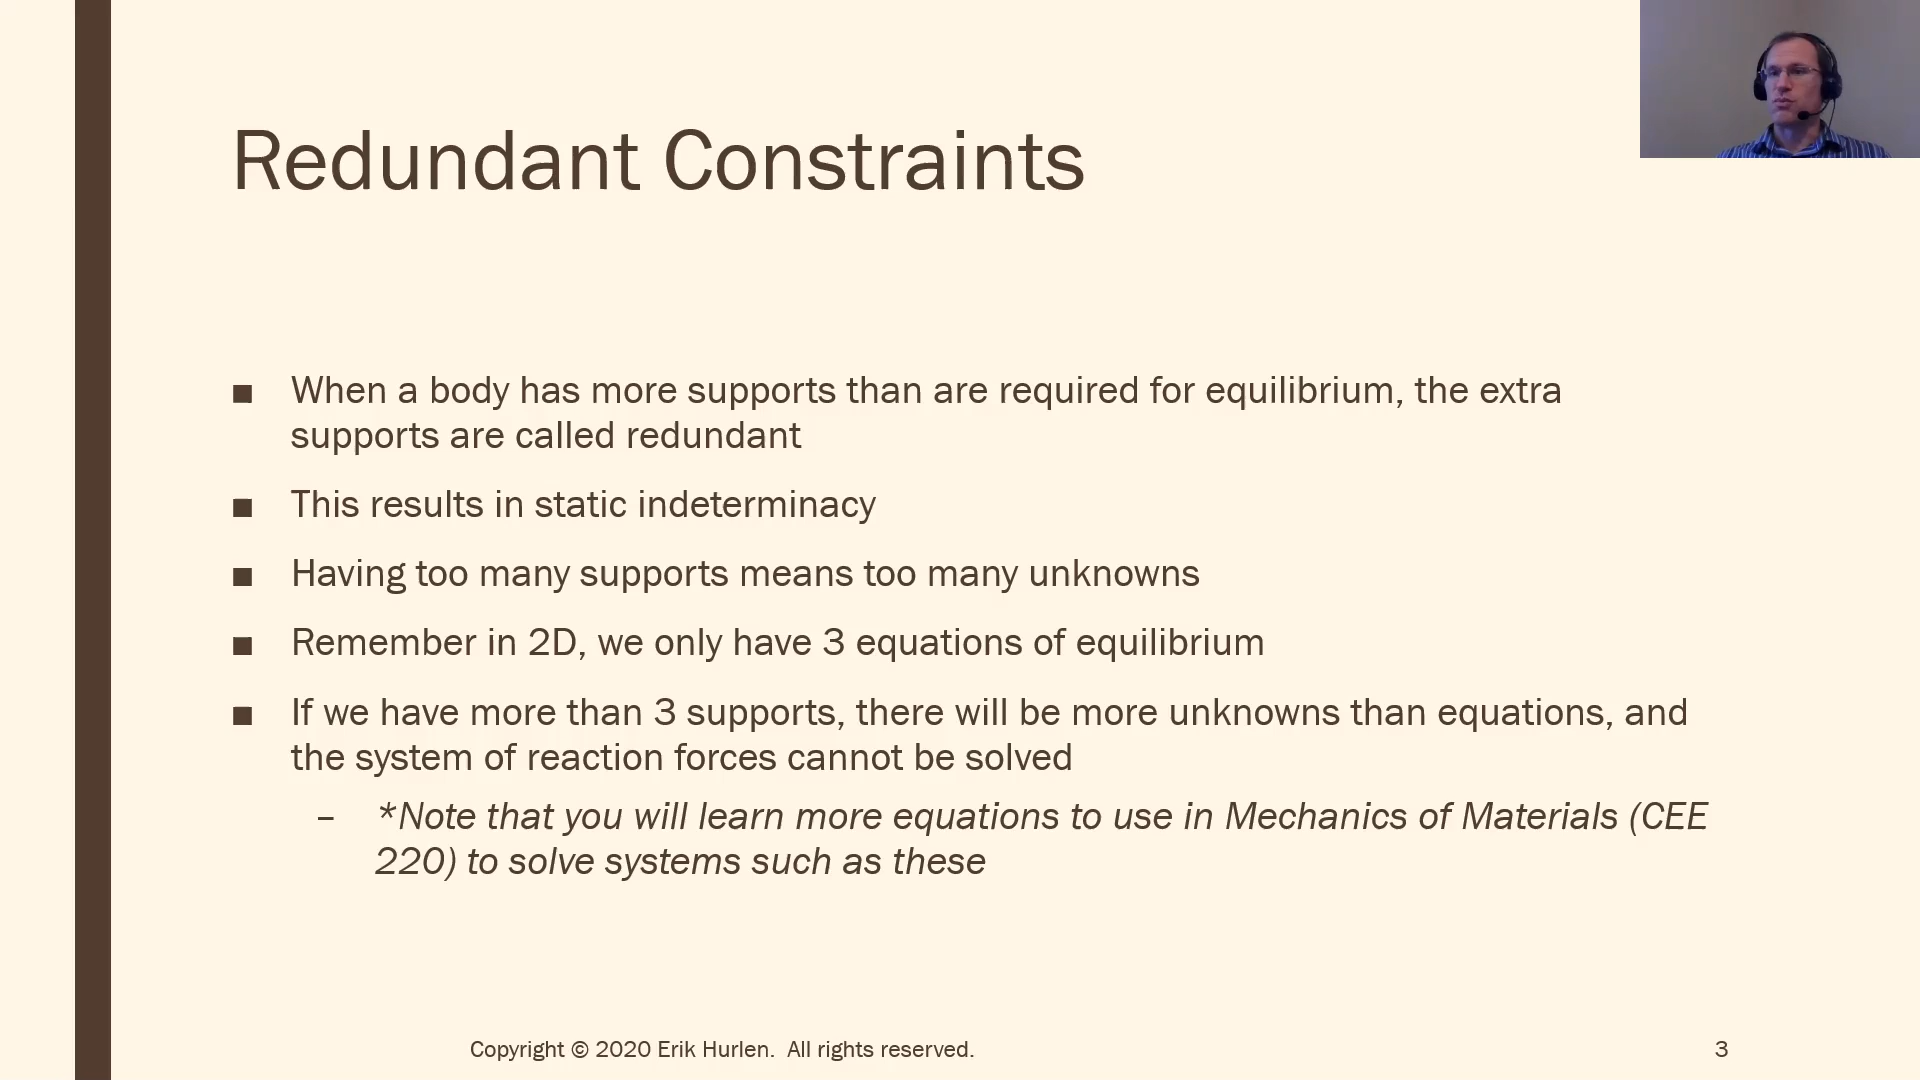 Redundant Constraints
■ When a body has more supports than are required for equilibrium, the extra
supports are called redundant
■ This results in static indeterminacy
■ Having too many supports means too many unknowns
■ Remember in 2D, we only have 3 equations of equilibrium
■ If we have more than 3 supports, there will be more unknowns than equations, and
the system of reaction forces cannot be solved
– *Note that you will learn more equations to use in Mechanics of Materials (CEE
220) to solve systems such as these
Copyright © 2020 Erik Hurlen. All rights reserved.
3